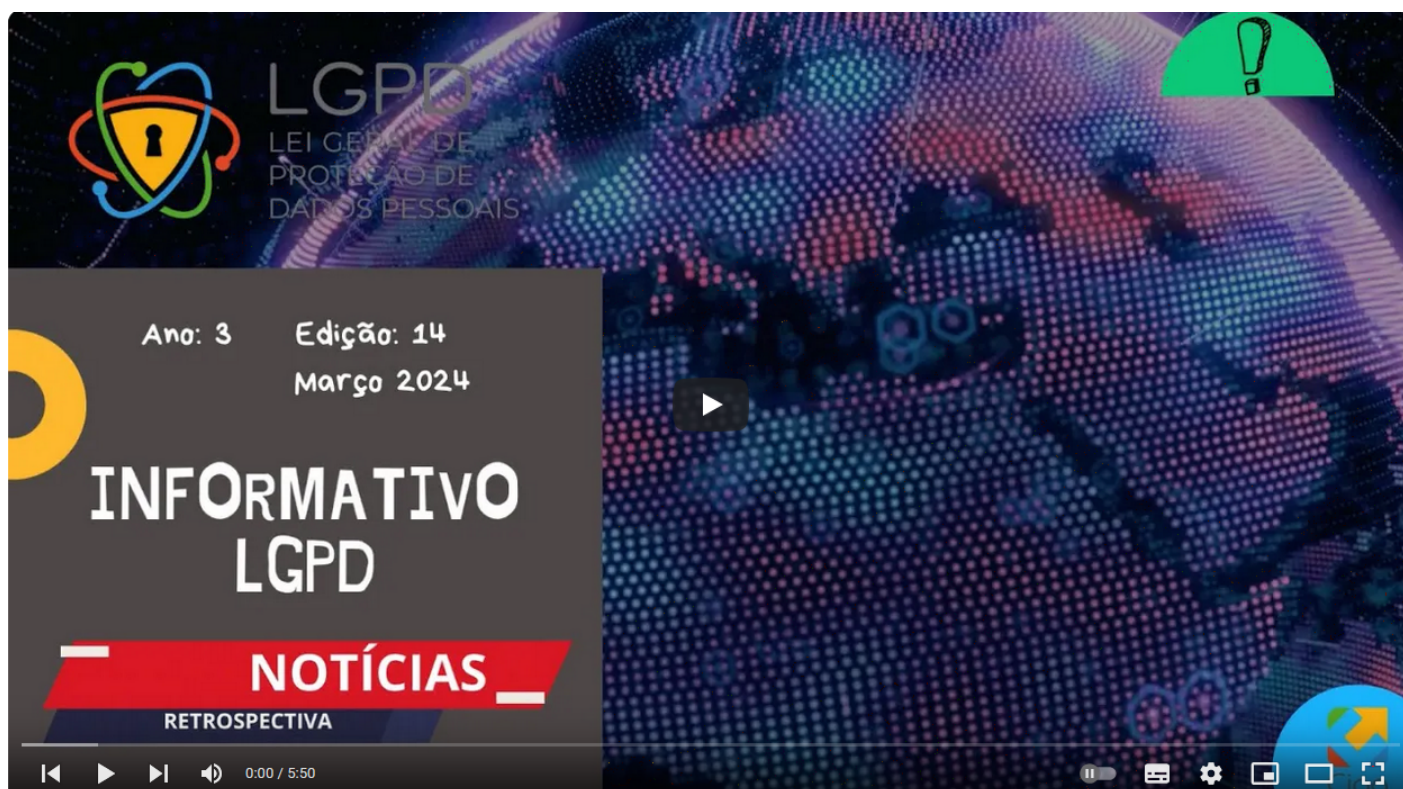 LGPD
LEI GERAL DE
PROTEÇÃO DE
DADOS PESSOAIS
Ano: 3 Edição: 14
Março 2024
INFORMATIVO
LGPD
NOTÍCIAS
RETROSPECTIVA
0:00 / 5:50